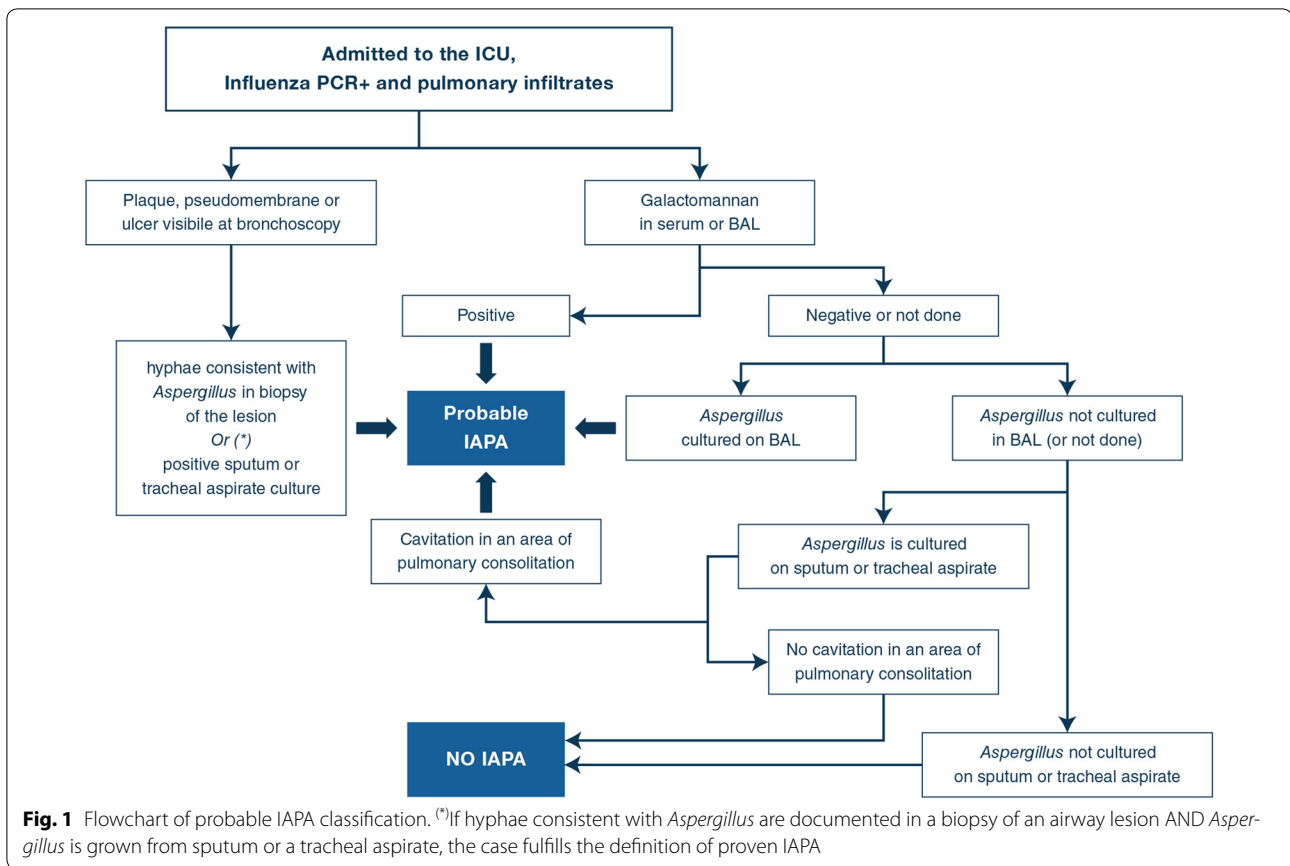 Admitted to the ICU,
Influenza PCR+ and pulmonary infiltrates
Plaque, pseudomembrane or
ulcer visibile at bronchoscopy
Galactomannan
in serum or BAL
Positive
Negative or not done
hyphae consistent with
Aspergillus in biopsy
of the lesion
Or (*)
positive sputum or
tracheal aspirate culture
Probable
IAPA
Aspergillus
cultured on BAL
Aspergillus not cultured
in BAL (or not done)
Cavitation in an area of
pulmonary consolitation
Aspergillus is cultured
on sputum or tracheal aspirate
No cavitation in an area of
pulmonary consolitation
NO IAPA
Aspergillus not cultured
on sputum or tracheal aspirate
Fig. 1 Flowchart of probable IAPA classification. (*)If hyphae consistent with Aspergillus are documented in a biopsy of an airway lesion AND Asper-
gillus is grown from sputum or a tracheal aspirate, the case fulfills the definition of proven IAPA